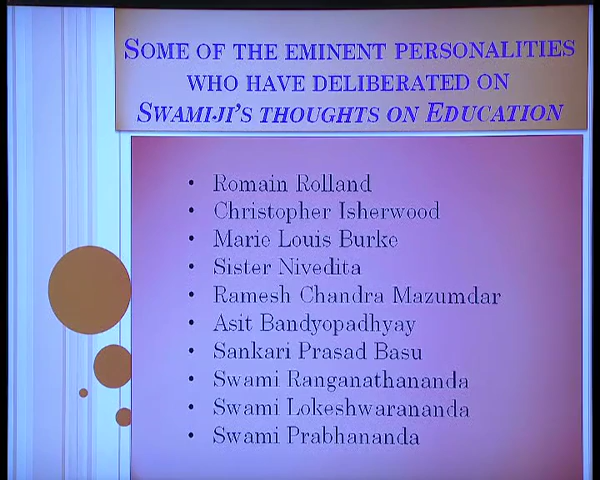 SOME OF THE EMINENT PERSONALITIES
WHO HAVE DELIBERATED ON
SWAMIJI'S THOUGHTS ON EDUCATION
• Romain Rolland
• Christopher Isherwood
• Marie Louis Burke
• Sister Nivedita
• Ramesh Chandra Mazumdar
• Asit Bandyopadhyay
• Sankari Prasad Basu
• Swami Ranganathananda
• Swami Lokeshwarananda
• Swami Prabhananda